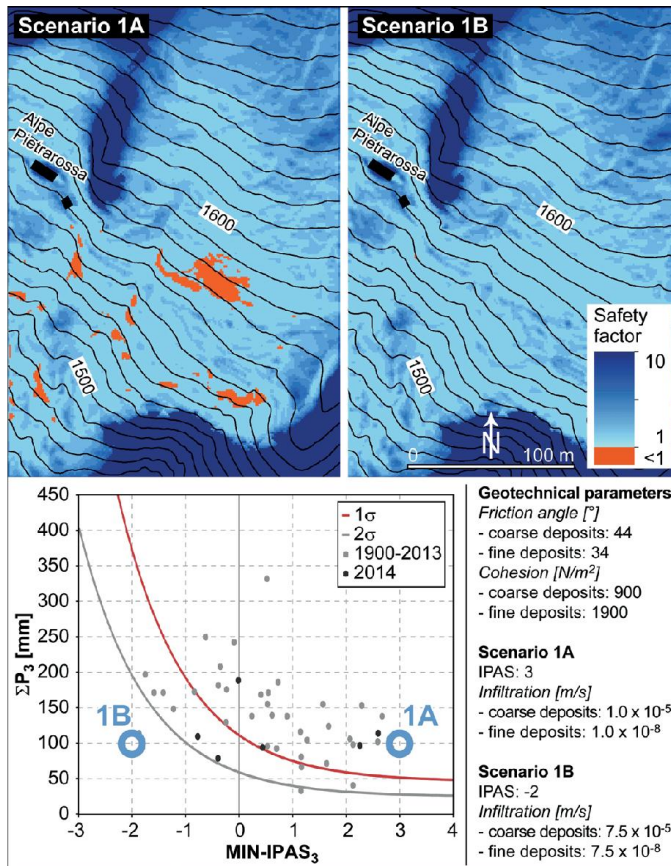 Scenario 1A
Scenario 1B
Alpe
Pietrarossa
1600
1500
Alpe
Pietrarossa
1600
1500
N
0 100 m
Safety
factor
10
1
<1
450
400
350
300
250
200
150
100
50
0
ΣP₃ [mm]
-3 -2 -1 0 1 2 3 4
MIN-IPAS₃
1σ
2σ
1900-2013
2014
1B
1A
Geotechnical parameters
Friction angle [°]
- coarse deposits: 44
- fine deposits: 34
Cohesion [N/m²]
- coarse deposits: 900
- fine deposits: 1900
Scenario 1A
IPAS: 3
Infiltration [m/s]
- coarse deposits: 1.0 x 10⁻⁵
- fine deposits: 1.0 x 10⁻⁸
Scenario 1B
IPAS: -2
Infiltration [m/s]
- coarse deposits: 7.5 x 10⁻⁵
- fine deposits: 7.5 x 10⁻⁸